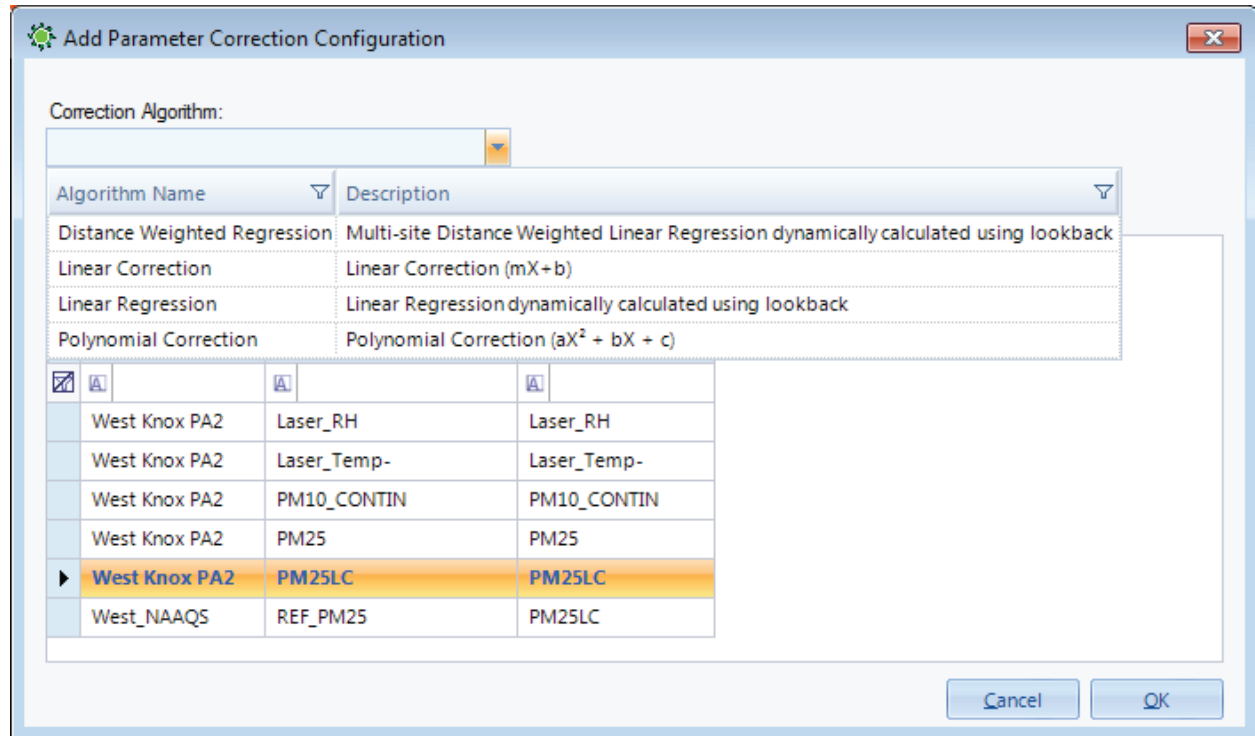 Add Parameter Correction Configuration
Correction Algorithm:
Algorithm Name Description
Distance Weighted Regression Multi-site Distance Weighted Linear Regression dynamically calculated using lookback
Linear Correction Linear Correction (mX+b)
Linear Regression Linear Regression dynamically calculated using lookback
Polynomial Correction Polynomial Correction (aX² + bX + c)
A A A
West Knox PA2 Laser_RH Laser_RH
West Knox PA2 Laser_Temp- Laser_Temp-
West Knox PA2 PM10_CONTIN PM10_CONTIN
West Knox PA2 PM25 PM25
West Knox PA2 PM25LC PM25LC
West_NAAQS REF_PM25 PM25LC
Cancel OK